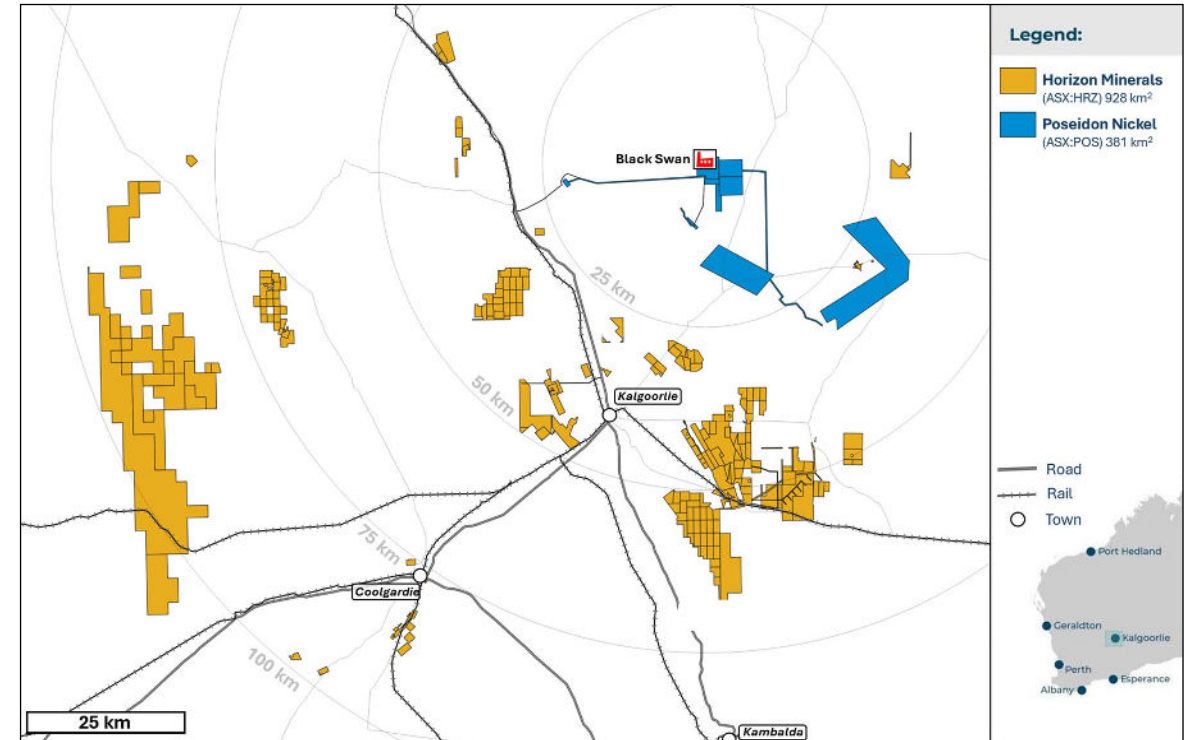 Legend:
Horizon Minerals
(ASX:HRZ) 928 km²
Poseidon Nickel
(ASX:POS) 381 km²
Black Swan
25 km
50 km
Kalgoorlie
75 km
Coolgardie
100 km
25 km
Kambalda
Road
Rail
Town
Port Hedland
Geraldton
Kalgoorlie
Perth
Esperance
Albany